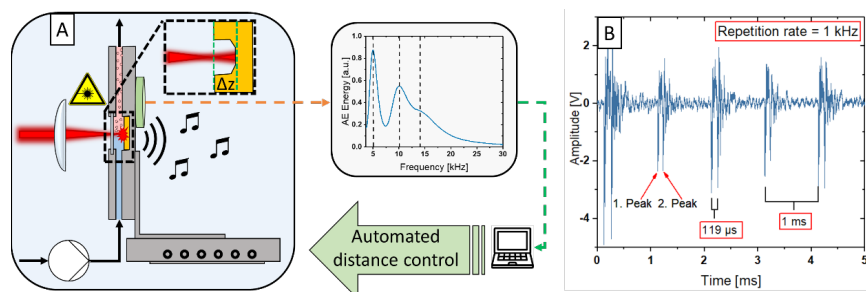 A
Δz
AE Energy [a.u.]
1.0
0.8
0.6
0.4
0.2
0.0
5 10 15 20 25 30
Frequency [kHz]
Automated
distance control
B
Repetition rate = 1 kHz
Amplitude [V]
2
0
-2
-4
1. Peak 2. Peak
119 µs
1 ms
0 1 2 3 4 5
Time [ms]